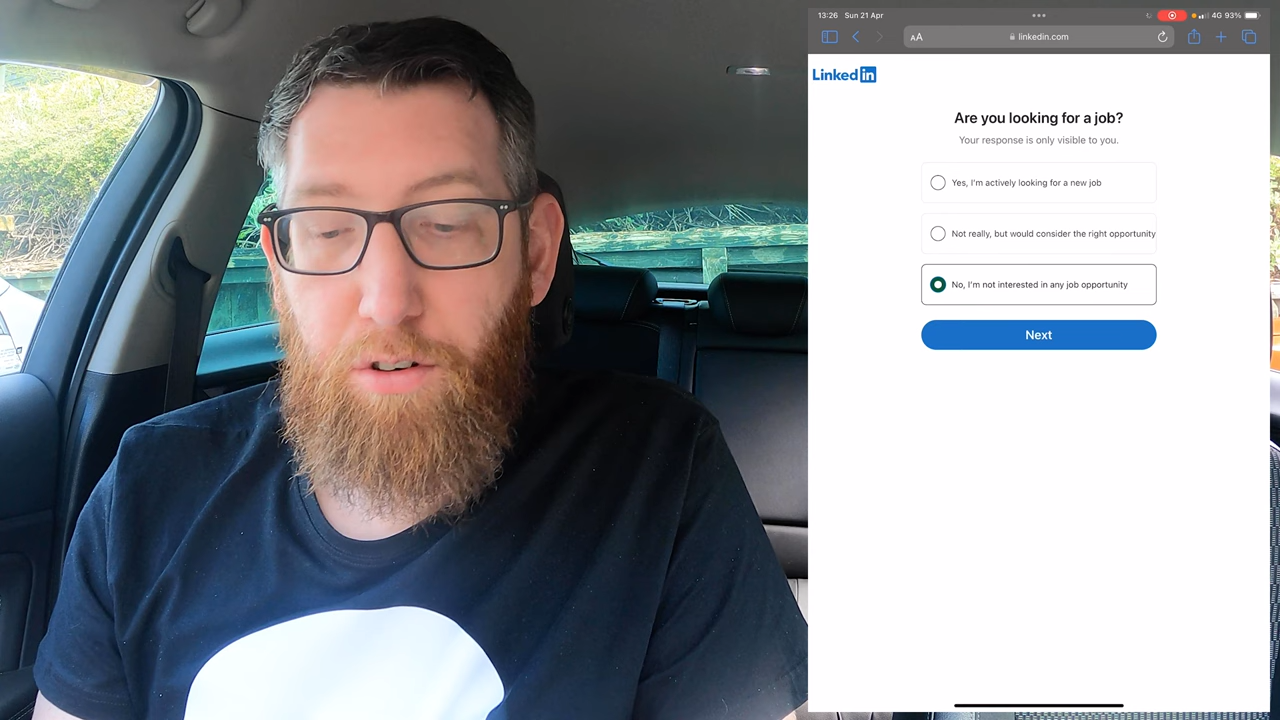 13:26 Sun 21 Apr
4G 93%
AA
linkedin.com
Linked in
Are you looking for a job?
Your response is only visible to you.
Yes, I'm actively looking for a new job
Not really, but would consider the right opportunity
No, I'm not interested in any job opportunity
Next